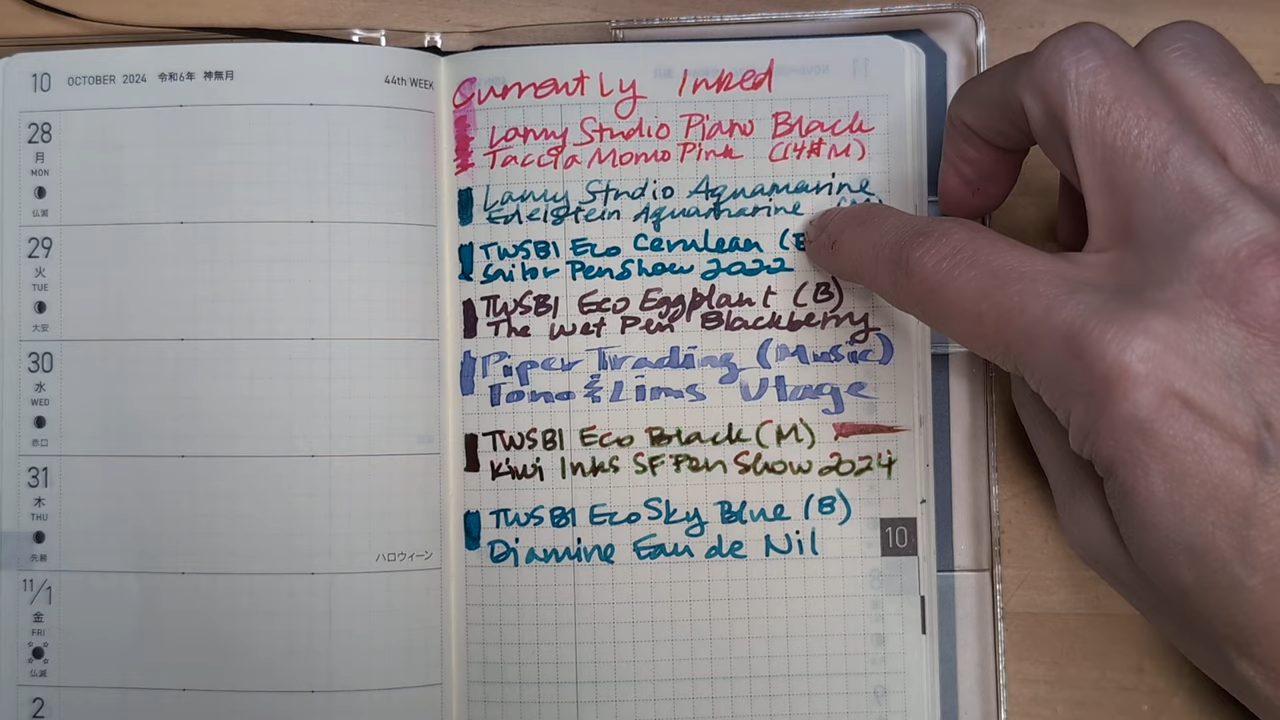 10 OCTOBER 2024 令和6年 神無月 44th WEEK
28
月
MON
仏滅
29
火
TUE
大安
30
水
WED
赤口
31
木
THU
先勝
ハロウィーン
11/1
金
FRI
仏滅
2
Currently Inked
Lamy Studio Piano Black
Taccia Momo Pink (14# M)
Lamy Studio Aquamarine
Edelstein Aquamarine (M)
TWSBI Eco Cerulean (B
Sailor Pen Show 2022
TWSBI Eco Eggplant (B)
The Wet Pen Blackberry
Piper Trading (Music)
Tono & Lims Utage
TWSBI Eco Black (M)
Kiwi Inks SF Pen Show 2024
TWSBI Eco Sky Blue (B)
Diamine Eau de Nil
10